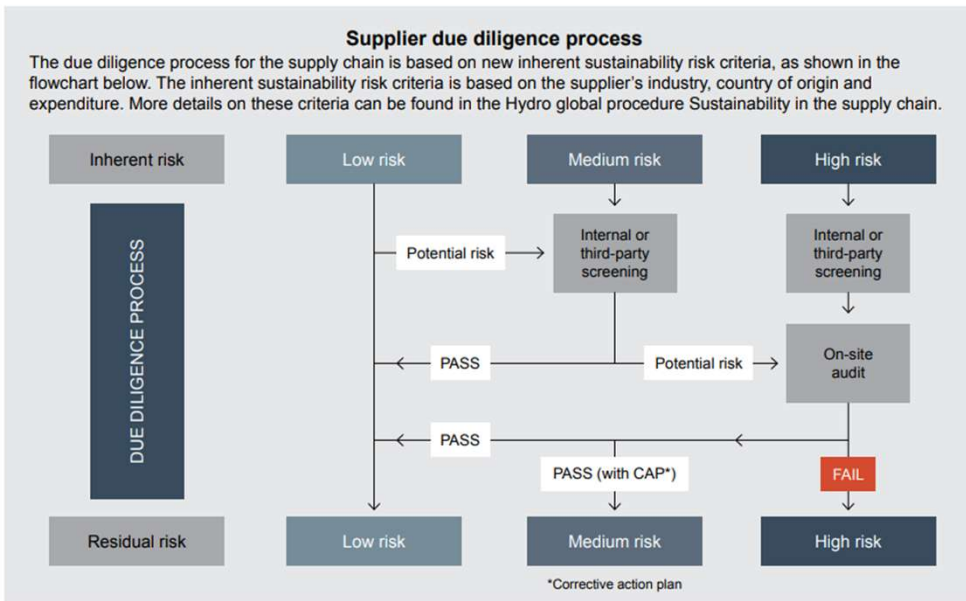 Supplier due diligence process
The due diligence process for the supply chain is based on new inherent sustainability risk criteria, as shown in the
flowchart below. The inherent sustainability risk criteria is based on the supplier’s industry, country of origin and
expenditure. More details on these criteria can be found in the Hydro global procedure Sustainability in the supply chain.
Inherent risk
Low risk
Medium risk
High risk
DUE DILIGENCE PROCESS
Internal or
third-party
screening
Internal or
third-party
screening
Potential risk
PASS
Potential risk
On-site
audit
PASS
PASS (with CAP*)
FAIL
Residual risk
Low risk
Medium risk
High risk
*Corrective action plan